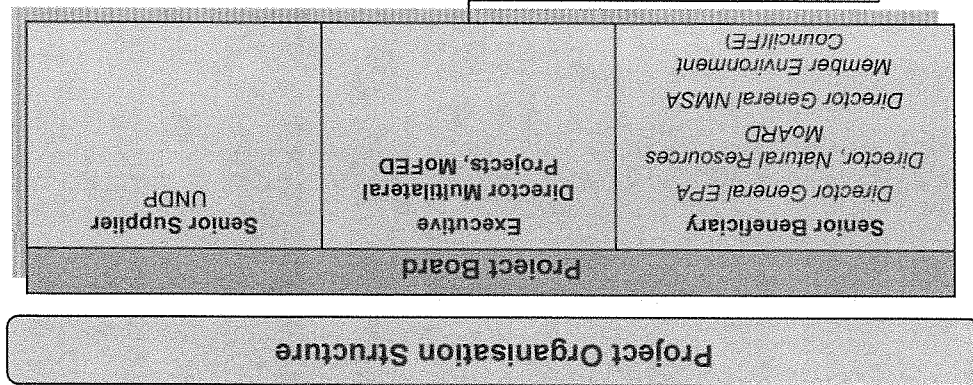 Project Organisation Structure
Project Board
Senior Beneficiary
Director General EPA
Director, Natural Resources
MoARD
Director General NMSA
Member Environment
Council(FE)
Executive
Director Multilateral
Projects, MoFED
Senior Supplier
UNDP